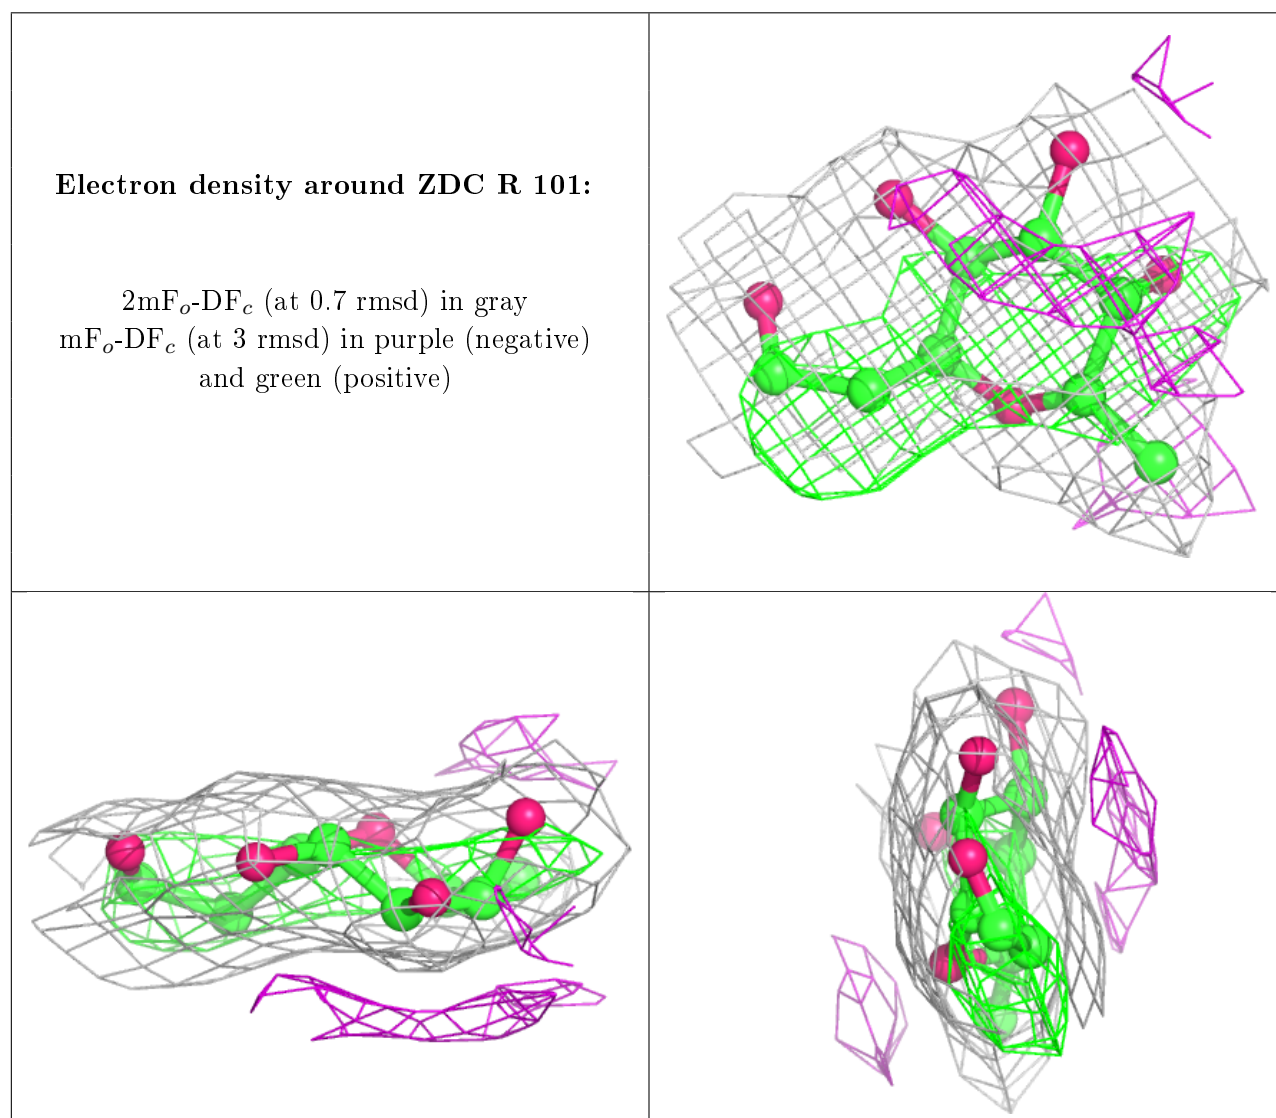 Electron density around ZDC R 101:
2mFₒ-DF𝒸 (at 0.7 rmsd) in gray
mFₒ-DF𝒸 (at 3 rmsd) in purple (negative)
and green (positive)